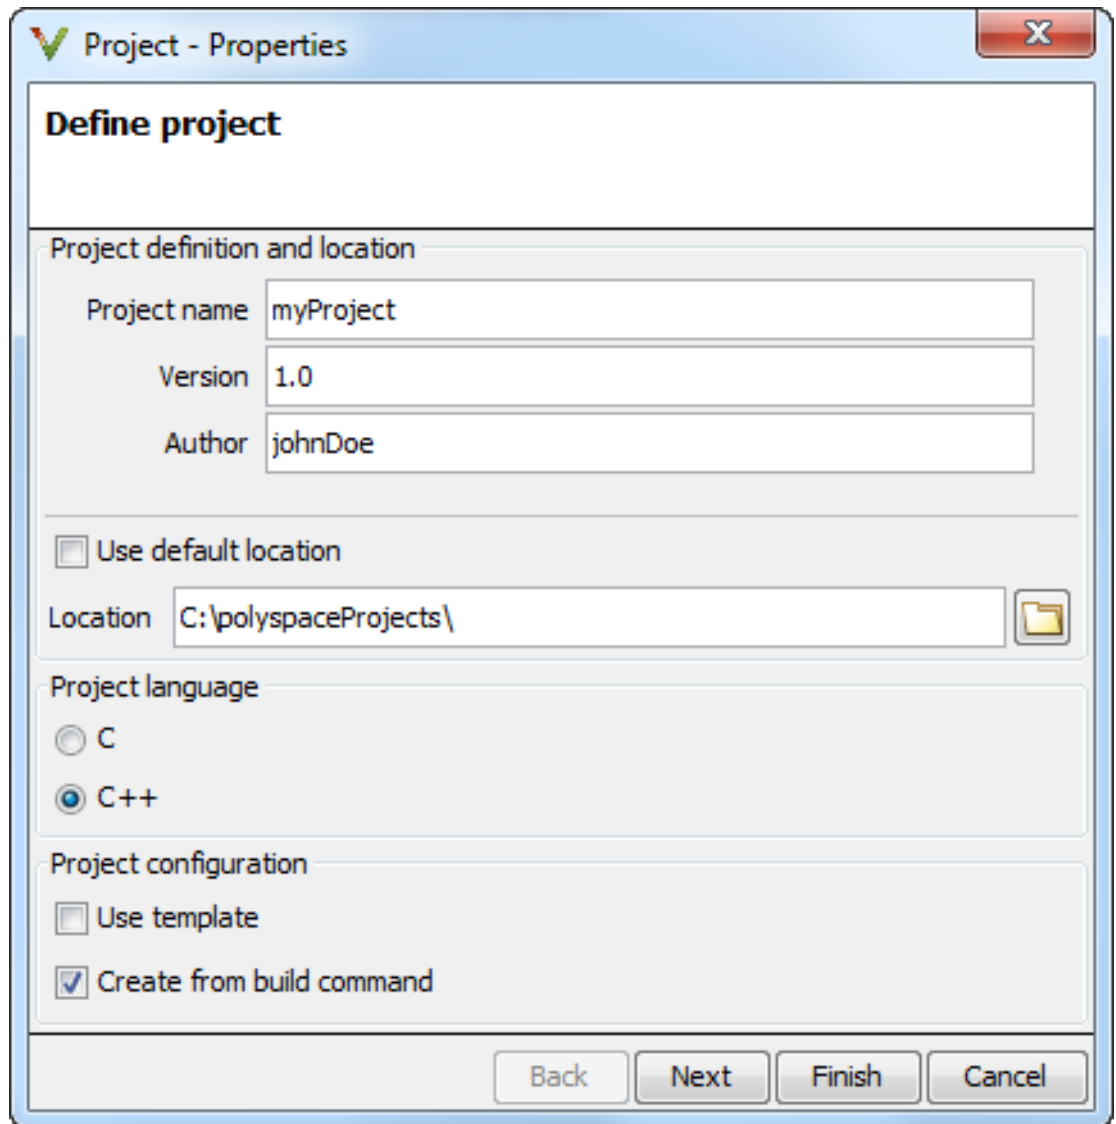 Project - Properties
Define project
Project definition and location
Project name myProject
Version 1.0
Author johnDoe
Use default location
Location C:\polyspaceProjects\
Project language
C
C++
Project configuration
Use template
Create from build command
Back Next Finish Cancel